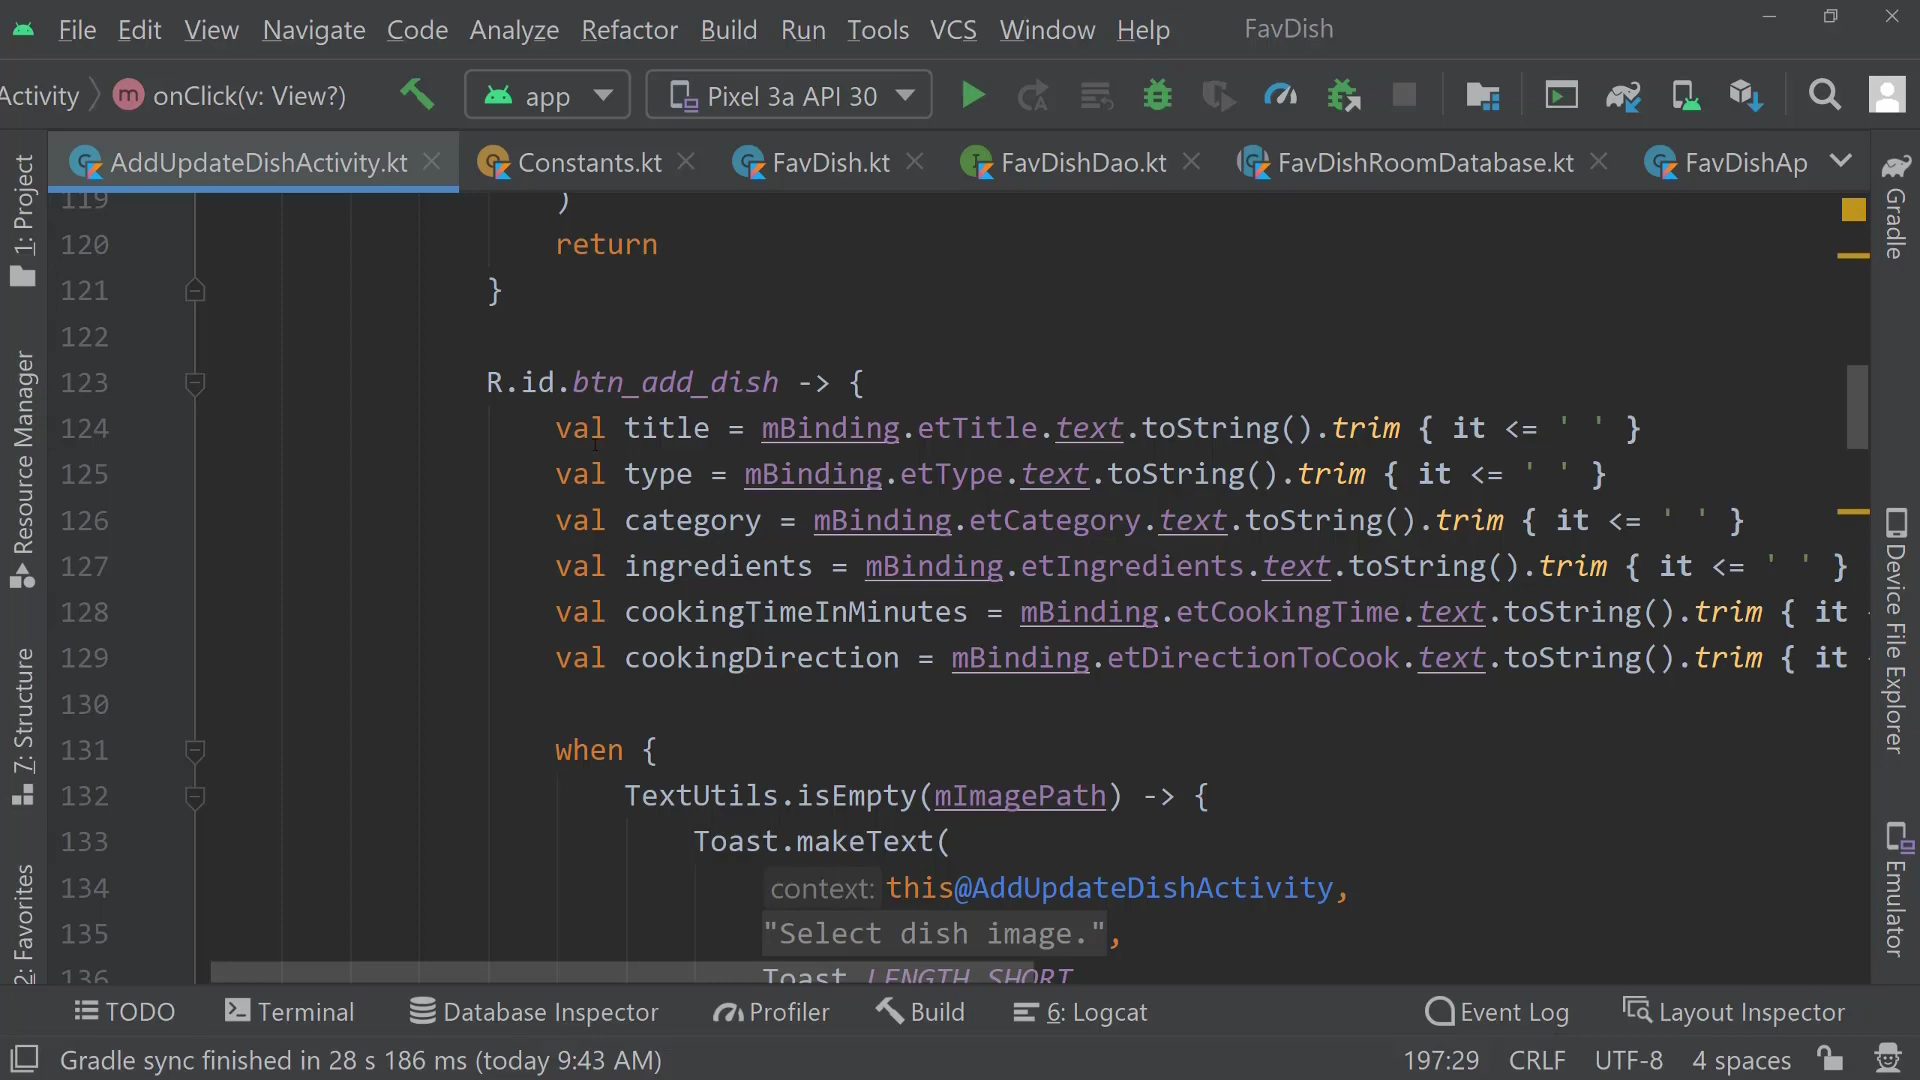 File Edit View Navigate Code Analyze Refactor Build Run Tools VCS Window Help FavDish
Activity onClick(v: View?) app Pixel 3a API 30
AddUpdateDishActivity.kt Constants.kt FavDish.kt FavDishDao.kt FavDishRoomDatabase.kt FavDishAp
1: Project
Resource Manager
7: Structure
2: Favorites
119 )
120 return
121 }
122
123 R.id.btn_add_dish -> {
124 val title = mBinding.etTitle.text.toString().trim { it <= ' ' }
125 val type = mBinding.etType.text.toString().trim { it <= ' ' }
126 val category = mBinding.etCategory.text.toString().trim { it <= ' ' }
127 val ingredients = mBinding.etIngredients.text.toString().trim { it <= ' ' }
128 val cookingTimeInMinutes = mBinding.etCookingTime.text.toString().trim { it
129 val cookingDirection = mBinding.etDirectionToCook.text.toString().trim { it
130
131 when {
132 TextUtils.isEmpty(mImagePath) -> {
133 Toast.makeText(
134 context: this@AddUpdateDishActivity,
135 "Select dish image.",
136 Toast.LENGTH_SHORT
Gradle
Device File Explorer
Emulator
TODO Terminal Database Inspector Profiler Build 6: Logcat Event Log Layout Inspector
Gradle sync finished in 28 s 186 ms (today 9:43 AM) 197:29 CRLF UTF-8 4 spaces